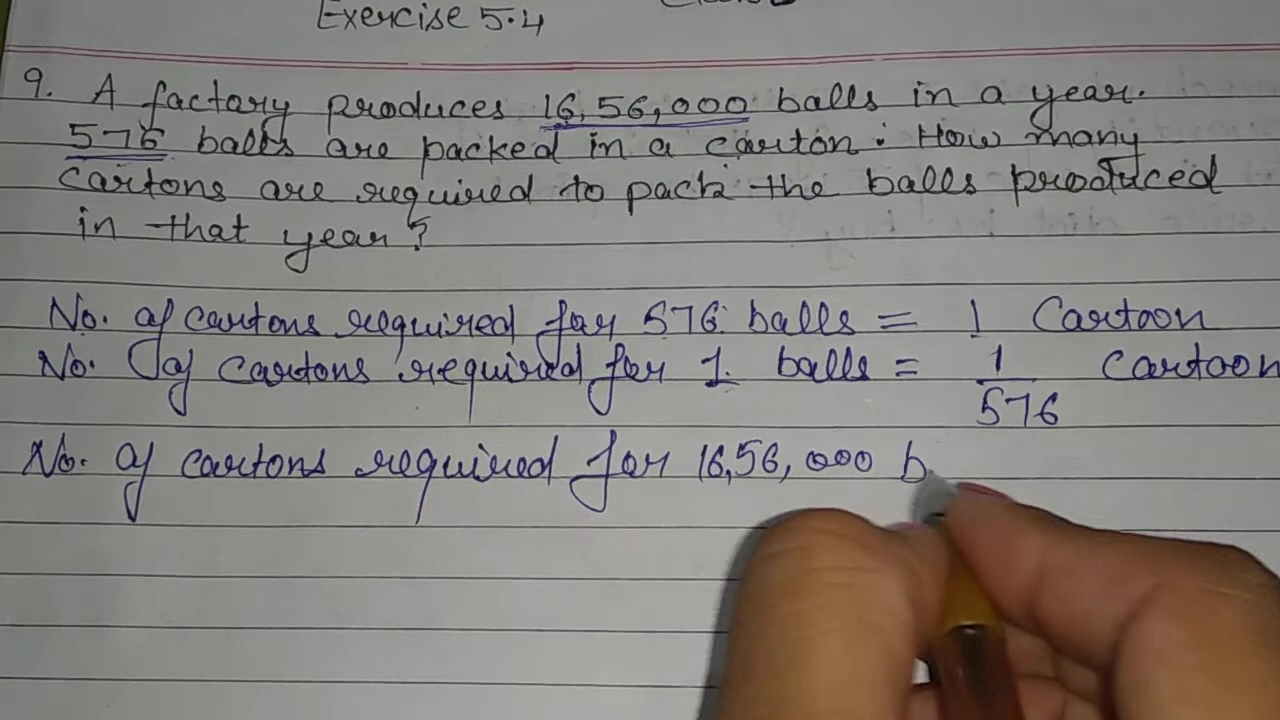 Exercise 5.4
9. A factory produces 16,56,000 balls in a year.
576 balls are packed in a carton. How many
cartons are required to pack the balls produced
in that year?
No. of cartons required for 576 balls = 1 Cartoon
No. of cartons required for 1 balls = 1/576 Cartoon
No. of cartons required for 16,56,000 b